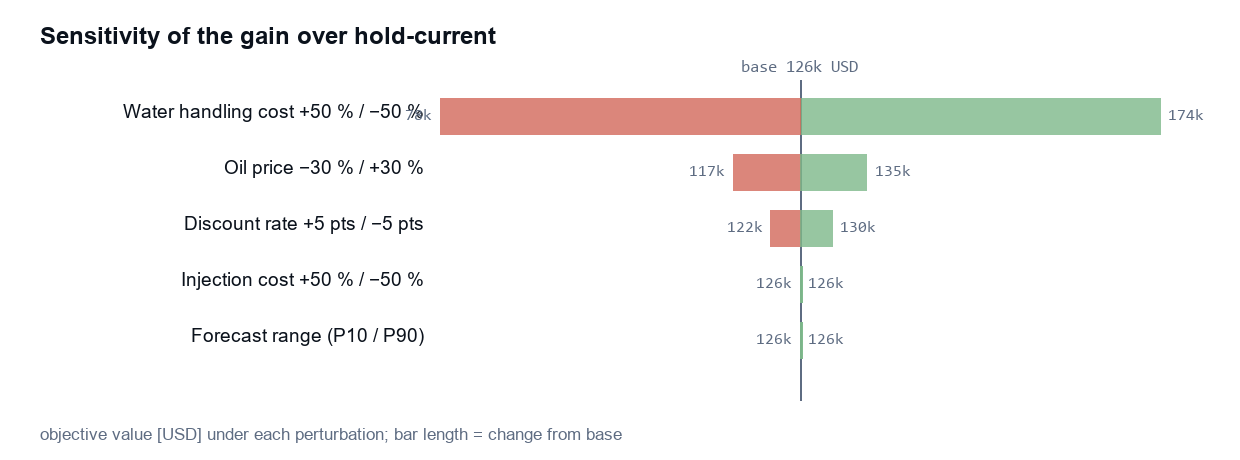 Sensitivity of the gain over hold-current
base 126k USD
Water handling cost +50 % / −50 % 78k 174k
Oil price −30 % / +30 % 117k 135k
Discount rate +5 pts / −5 pts 122k 130k
Injection cost +50 % / −50 % 126k 126k
Forecast range (P10 / P90) 126k 126k
objective value [USD] under each perturbation; bar length = change from base